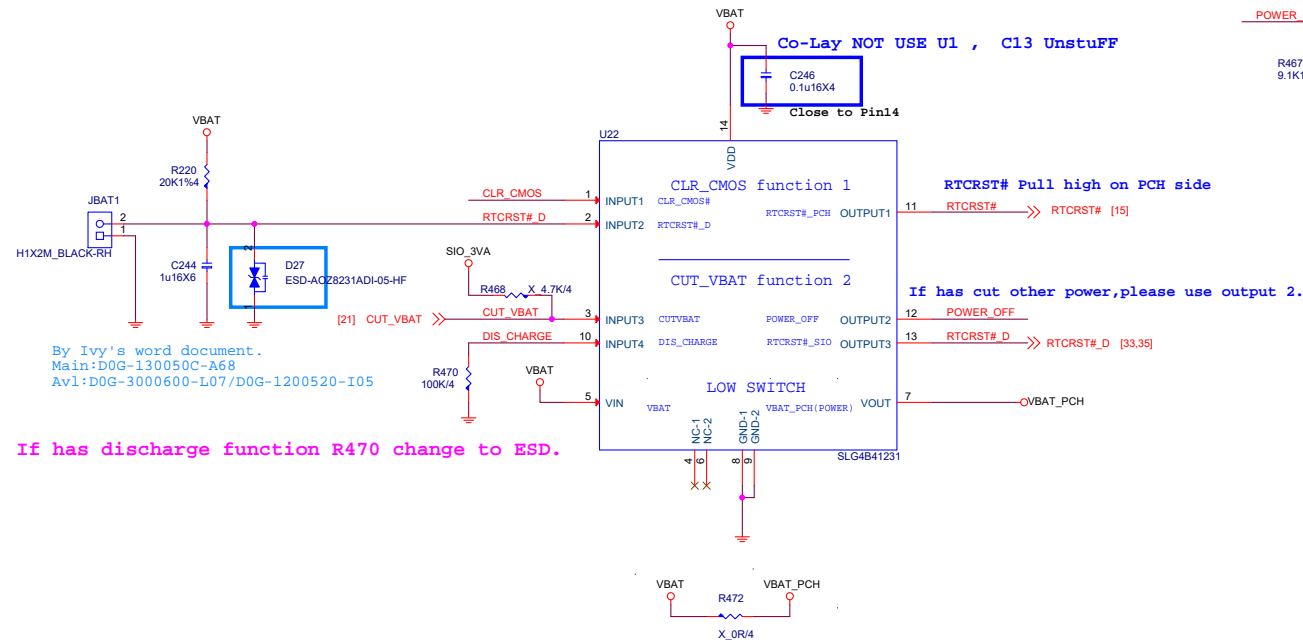 VBAT
POWER_
Co-Lay NOT USE U1 ,  C13 UnstuFF
R467
9.1K1
C246
0.1u16X4
Close to Pin14
VBAT
14
U22
VDD
R220
20K1%4
CLR_CMOS function 1
RTCRST# Pull high on PCH side
JBAT1
CLR_CMOS
1
INPUT1
CLR_CMOS#
RTCRST#_PCH
OUTPUT1
11
RTCRST#
RTCRST# [15]
2
RTCRST#_D
2
INPUT2
RTCRST#_D
1
H1X2M_BLACK-RH
SIO_3VA
2
C244
1u16X6
D27
ESD-AOZ8231ADI-05-HF
1
CUT_VBAT function 2
R468
X_4.7K/4
If has cut other power,please use output 2.
[21] CUT_VBAT
CUT_VBAT
3
INPUT3
CUTVBAT
POWER_OFF
OUTPUT2
12
POWER_OFF
DIS_CHARGE
10
INPUT4
DIS_CHARGE
RTCRST#_SIO
OUTPUT3
13
RTCRST#_D
RTCRST#_D [33,35]
By Ivy's word document.
Main:D0G-130050C-A68
Avl:D0G-3000600-L07/D0G-1200520-I05
R470
100K/4
VBAT
LOW SWITCH
5
VIN
VBAT
VBAT_PCH(POWER)
VOUT
7
VBAT_PCH
NC-1
NC-2
GND-1
GND-2
4
6
8
9
SLG4B41231
If has discharge function R470 change to ESD.
VBAT
VBAT_PCH
R472
X_0R/4